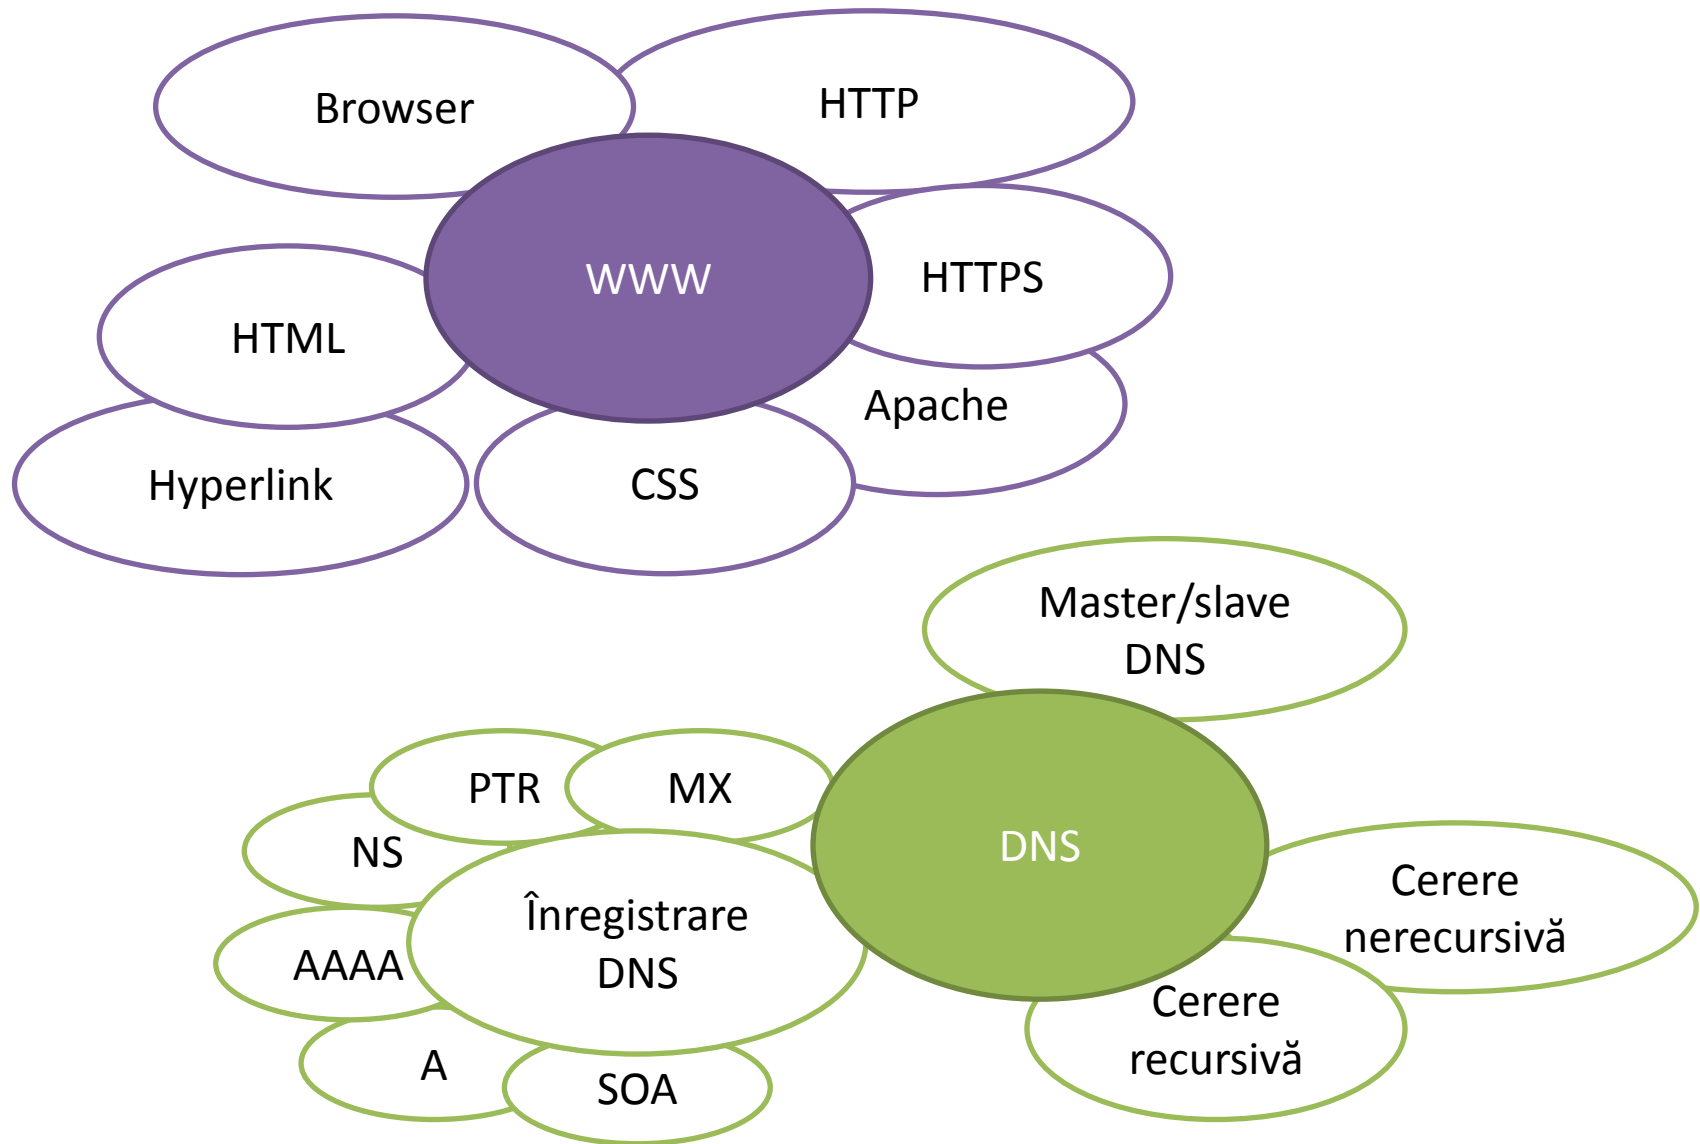 Browser
HTTP
WWW
HTTPS
HTML
Apache
Hyperlink
CSS
Master/slave
DNS
PTR
MX
NS
DNS
Înregistrare
DNS
Cerere
nerecursivă
AAAA
A
SOA
Cerere
recursivă